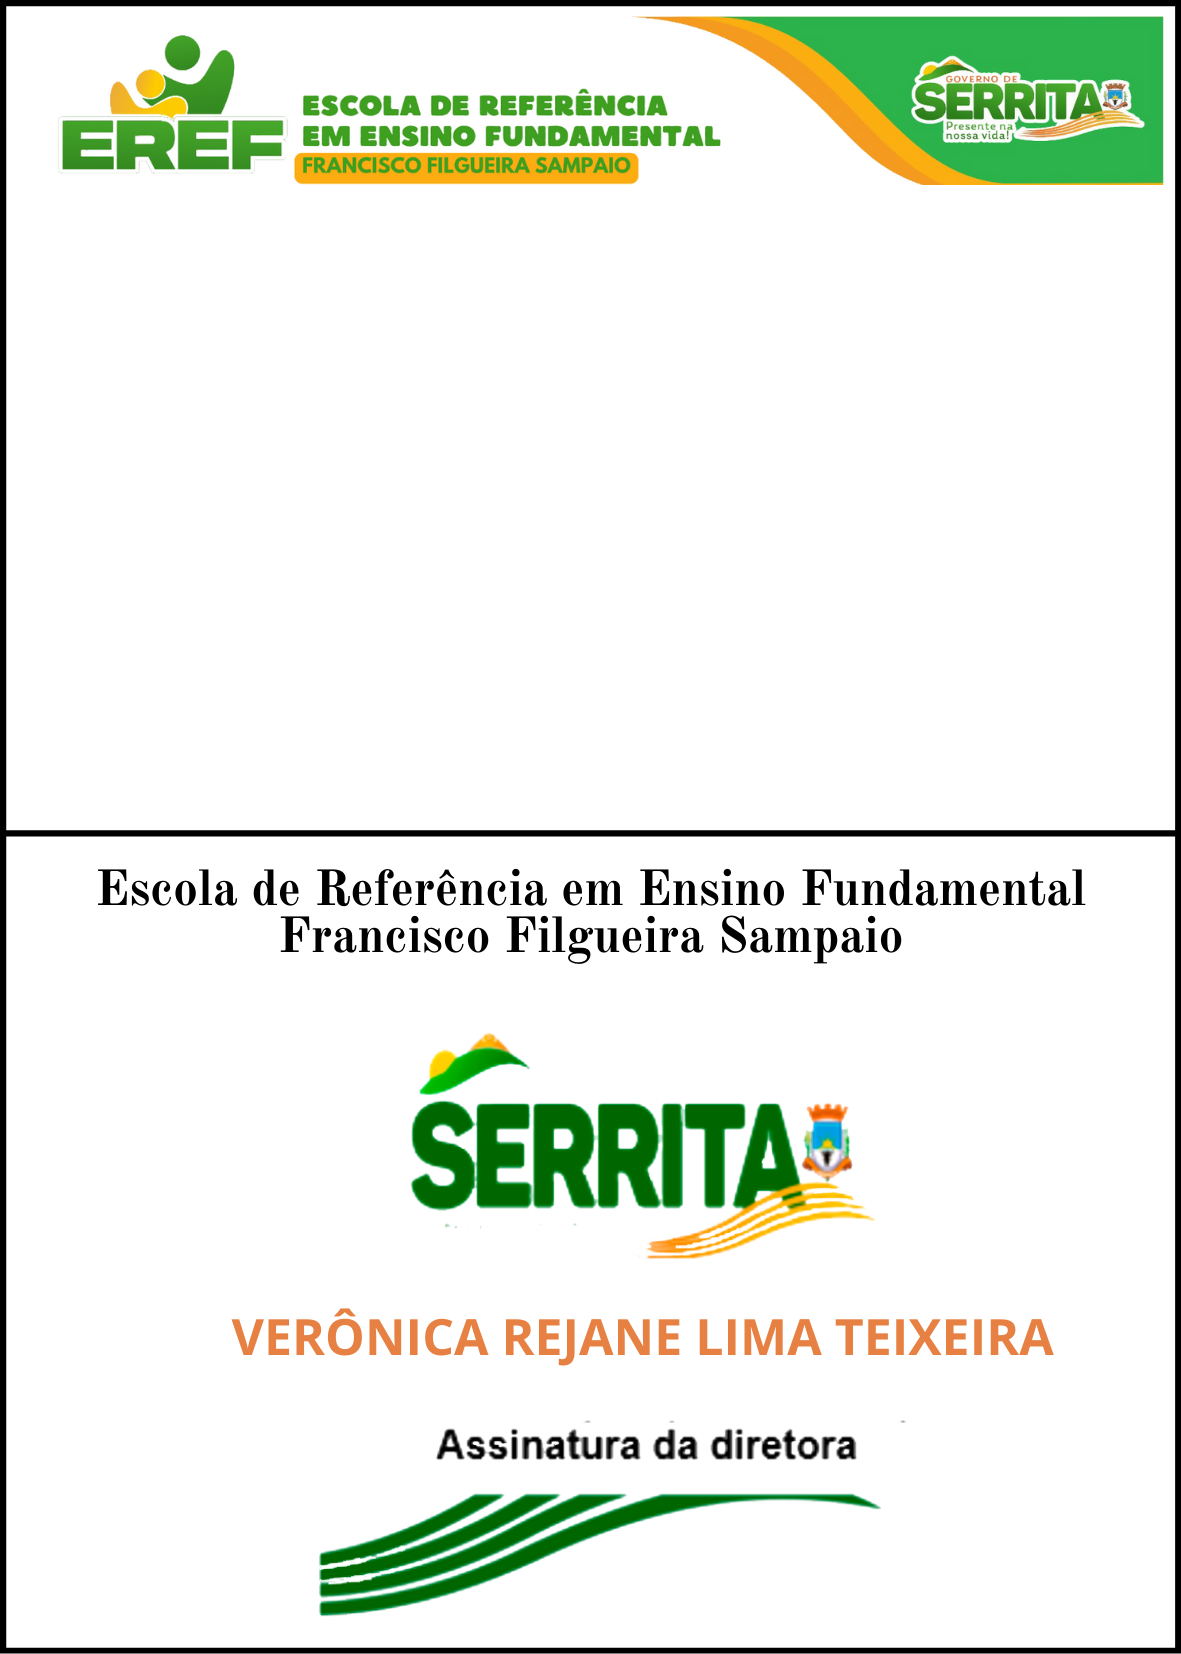 EREF
ESCOLA DE REFERÊNCIA
EM ENSINO FUNDAMENTAL
FRANCISCO FILGUEIRA SAMPAIO
GOVERNO DE
SERRITA
Presente na
nossa vida!
Escola de Referência em Ensino Fundamental
Francisco Filgueira Sampaio
SERRITA
VERÔNICA REJANE LIMA TEIXEIRA
Assinatura da diretora